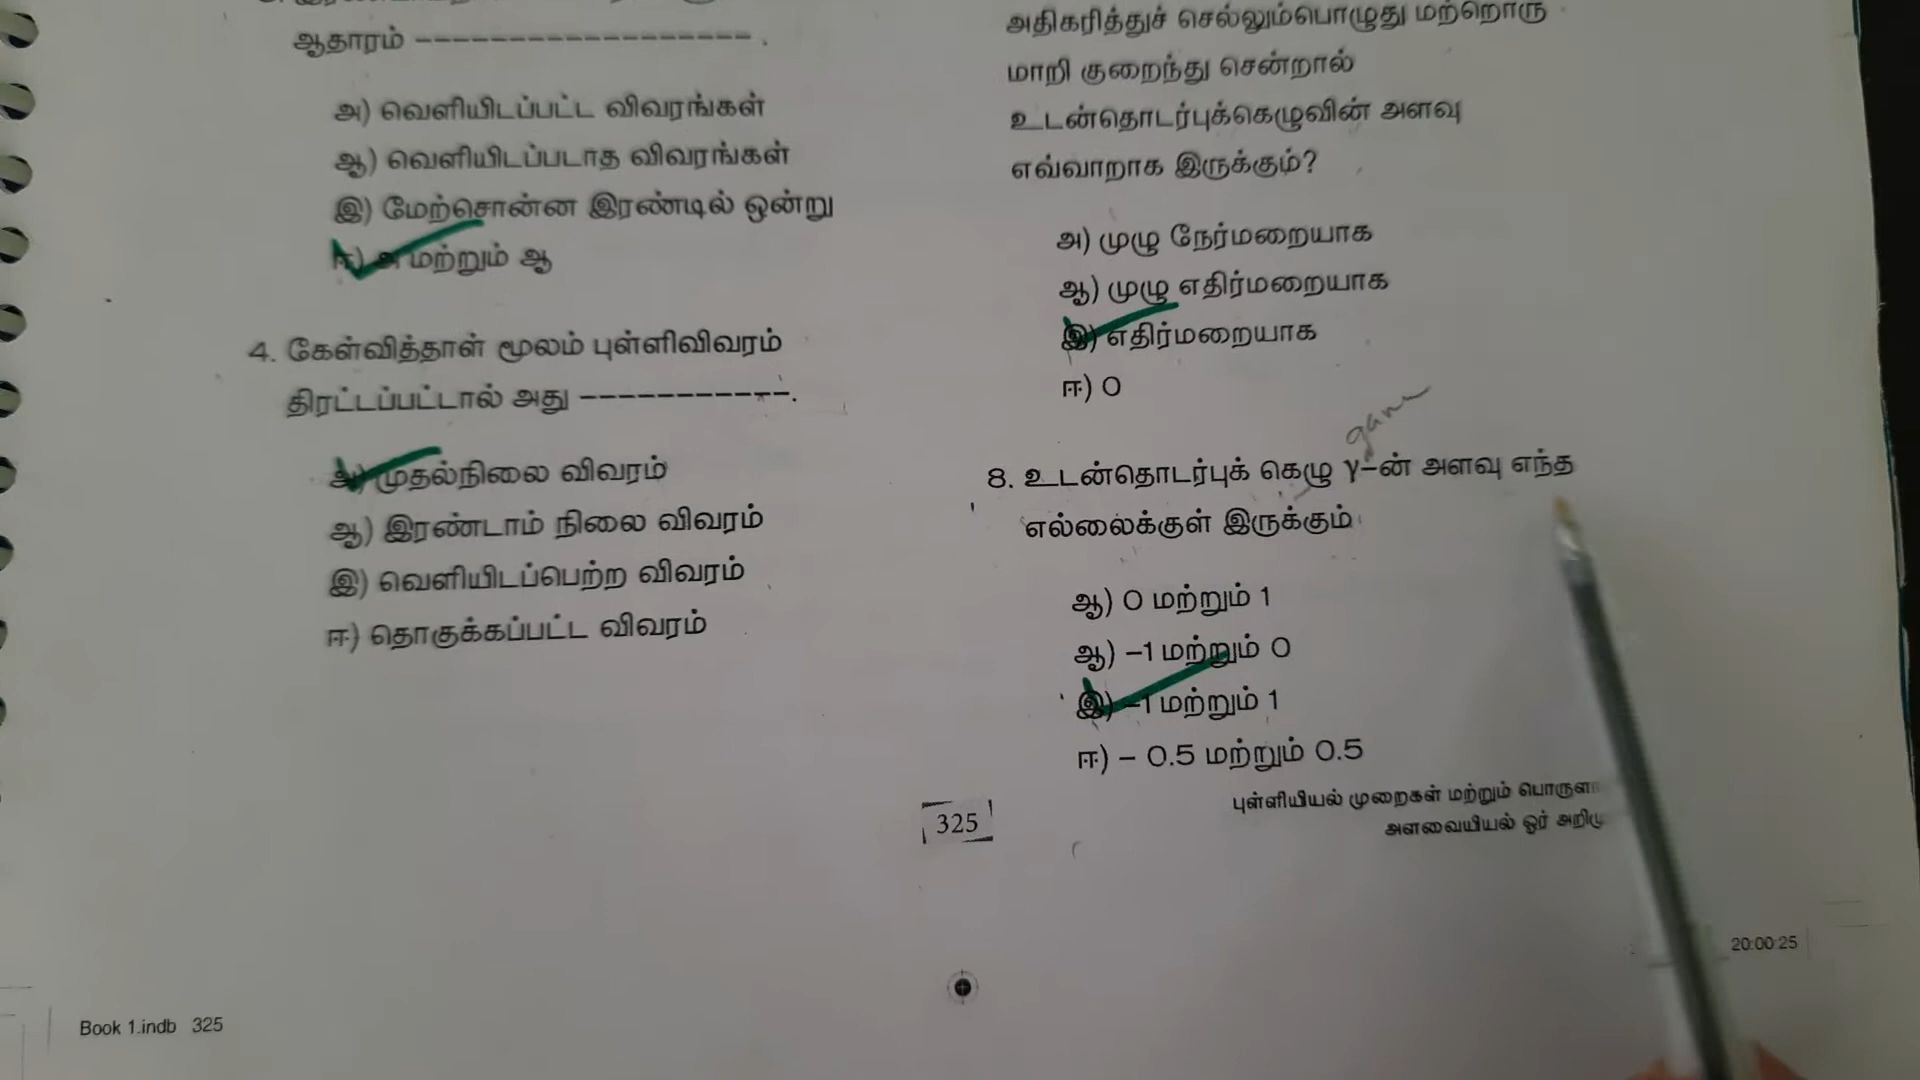 ஆதாரம் ------------------- .
அ) வெளியிடப்பட்ட விவரங்கள்
ஆ) வெளியிடப்படாத விவரங்கள்
இ) மேற்சொன்ன இரண்டில் ஒன்று
ஈ) அ மற்றும் ஆ
4. கேள்வித்தாள் மூலம் புள்ளிவிவரம்
திரட்டப்பட்டால் அது ------------.
அ) முதல்நிலை விவரம்
ஆ) இரண்டாம் நிலை விவரம்
இ) வெளியிடப்பெற்ற விவரம்
ஈ) தொகுக்கப்பட்ட விவரம்
அதிகரித்துச் செல்லும்பொழுது மற்றொரு
மாறி குறைந்து சென்றால்
உடன்தொடர்புக்கெழுவின் அளவு
எவ்வாறாக இருக்கும்?
அ) முழு நேர்மறையாக
ஆ) முழு எதிர்மறையாக
இ) எதிர்மறையாக
ஈ) 0
8. உடன்தொடர்புக் கெழு γ–ன் அளவு எந்த
எல்லைக்குள் இருக்கும்
ஆ) 0 மற்றும் 1
ஆ) –1 மற்றும் 0
இ) –1 மற்றும் 1
ஈ) – 0.5 மற்றும் 0.5
325
புள்ளியியல் முறைகள் மற்றும்
அளவையியல் ஓர்
20:00:25
Book 1.indb 325